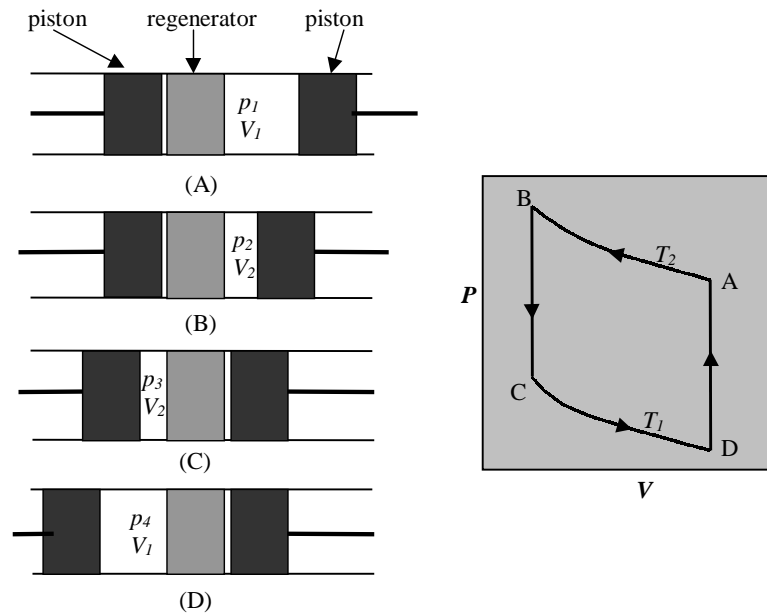 piston regenerator piston
p1
V1
(A)
p2
V2
(B)
p3
V2
(C)
p4
V1
(D)
B
T2
A
P
C
T1
D
V